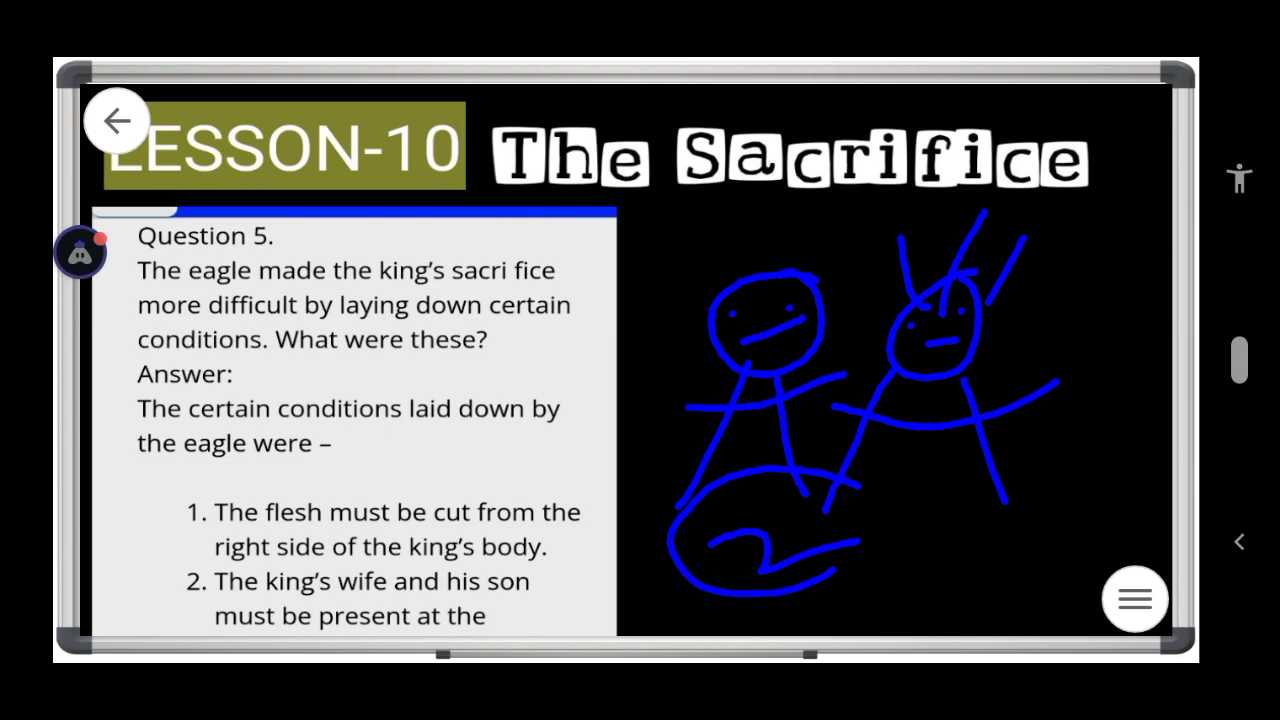 LESSON-10 The Sacrifice
Question 5.
The eagle made the king's sacri fice
more difficult by laying down certain
conditions. What were these?
Answer:
The certain conditions laid down by
the eagle were –
1. The flesh must be cut from the
right side of the king's body.
2. The king's wife and his son
must be present at the
2